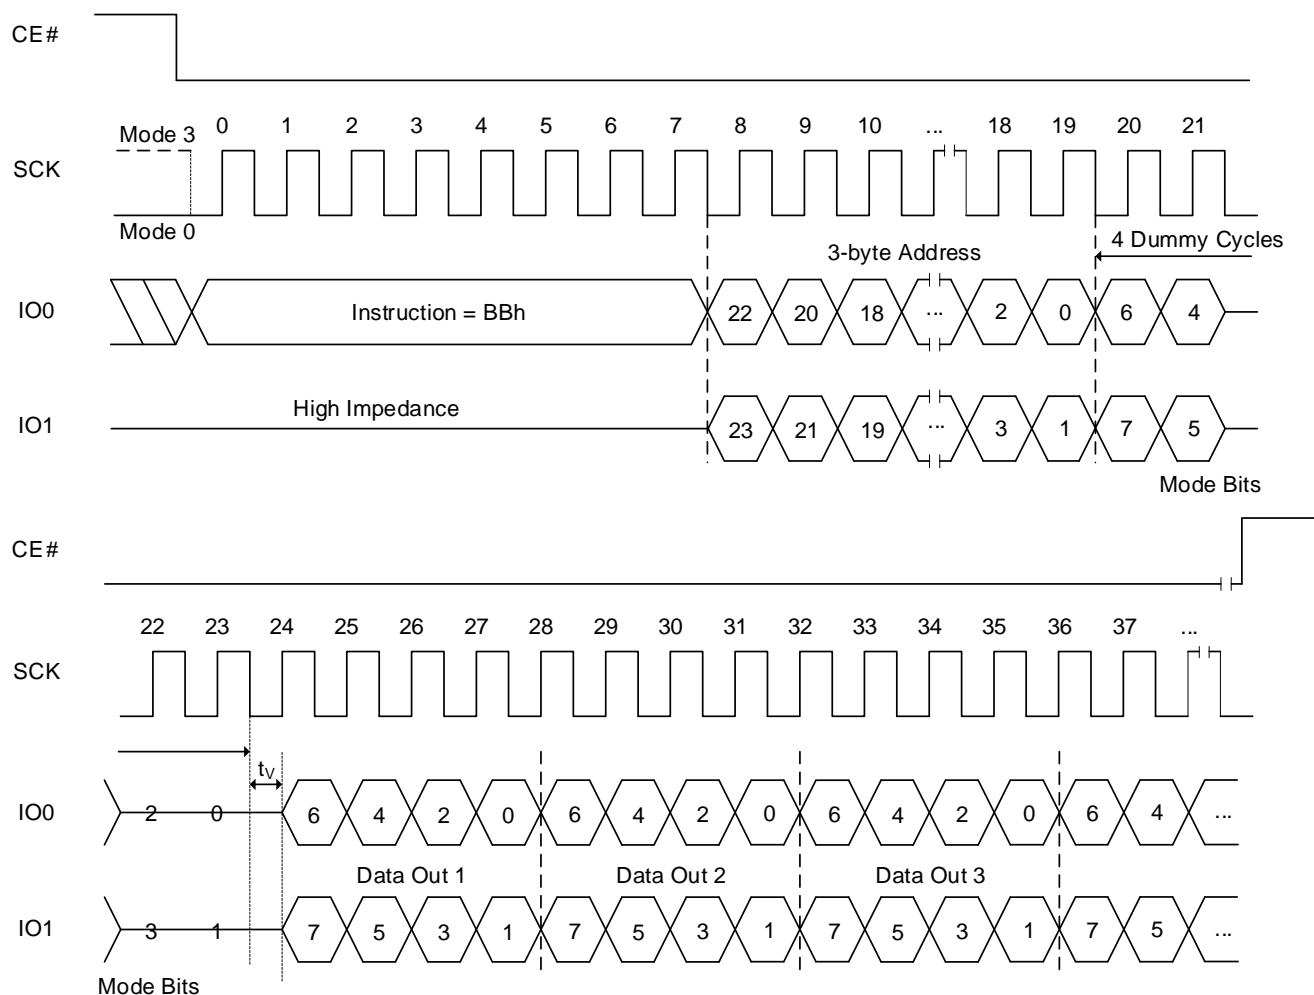 CE#
Mode 3 0 1 2 3 4 5 6 7 8 9 10 ... 18 19 20 21
SCK
Mode 0
3-byte Address 4 Dummy Cycles
IO0 Instruction = BBh 22 20 18 ... 2 0 6 4
High Impedance
IO1 23 21 19 ... 3 1 7 5
Mode Bits
CE#
22 23 24 25 26 27 28 29 30 31 32 33 34 35 36 37 ...
SCK
tV
IO0 2 0 6 4 2 0 6 4 2 0 6 4 2 0 6 4 ...
Data Out 1 Data Out 2 Data Out 3
IO1 3 1 7 5 3 1 7 5 3 1 7 5 3 1 7 5 ...
Mode Bits